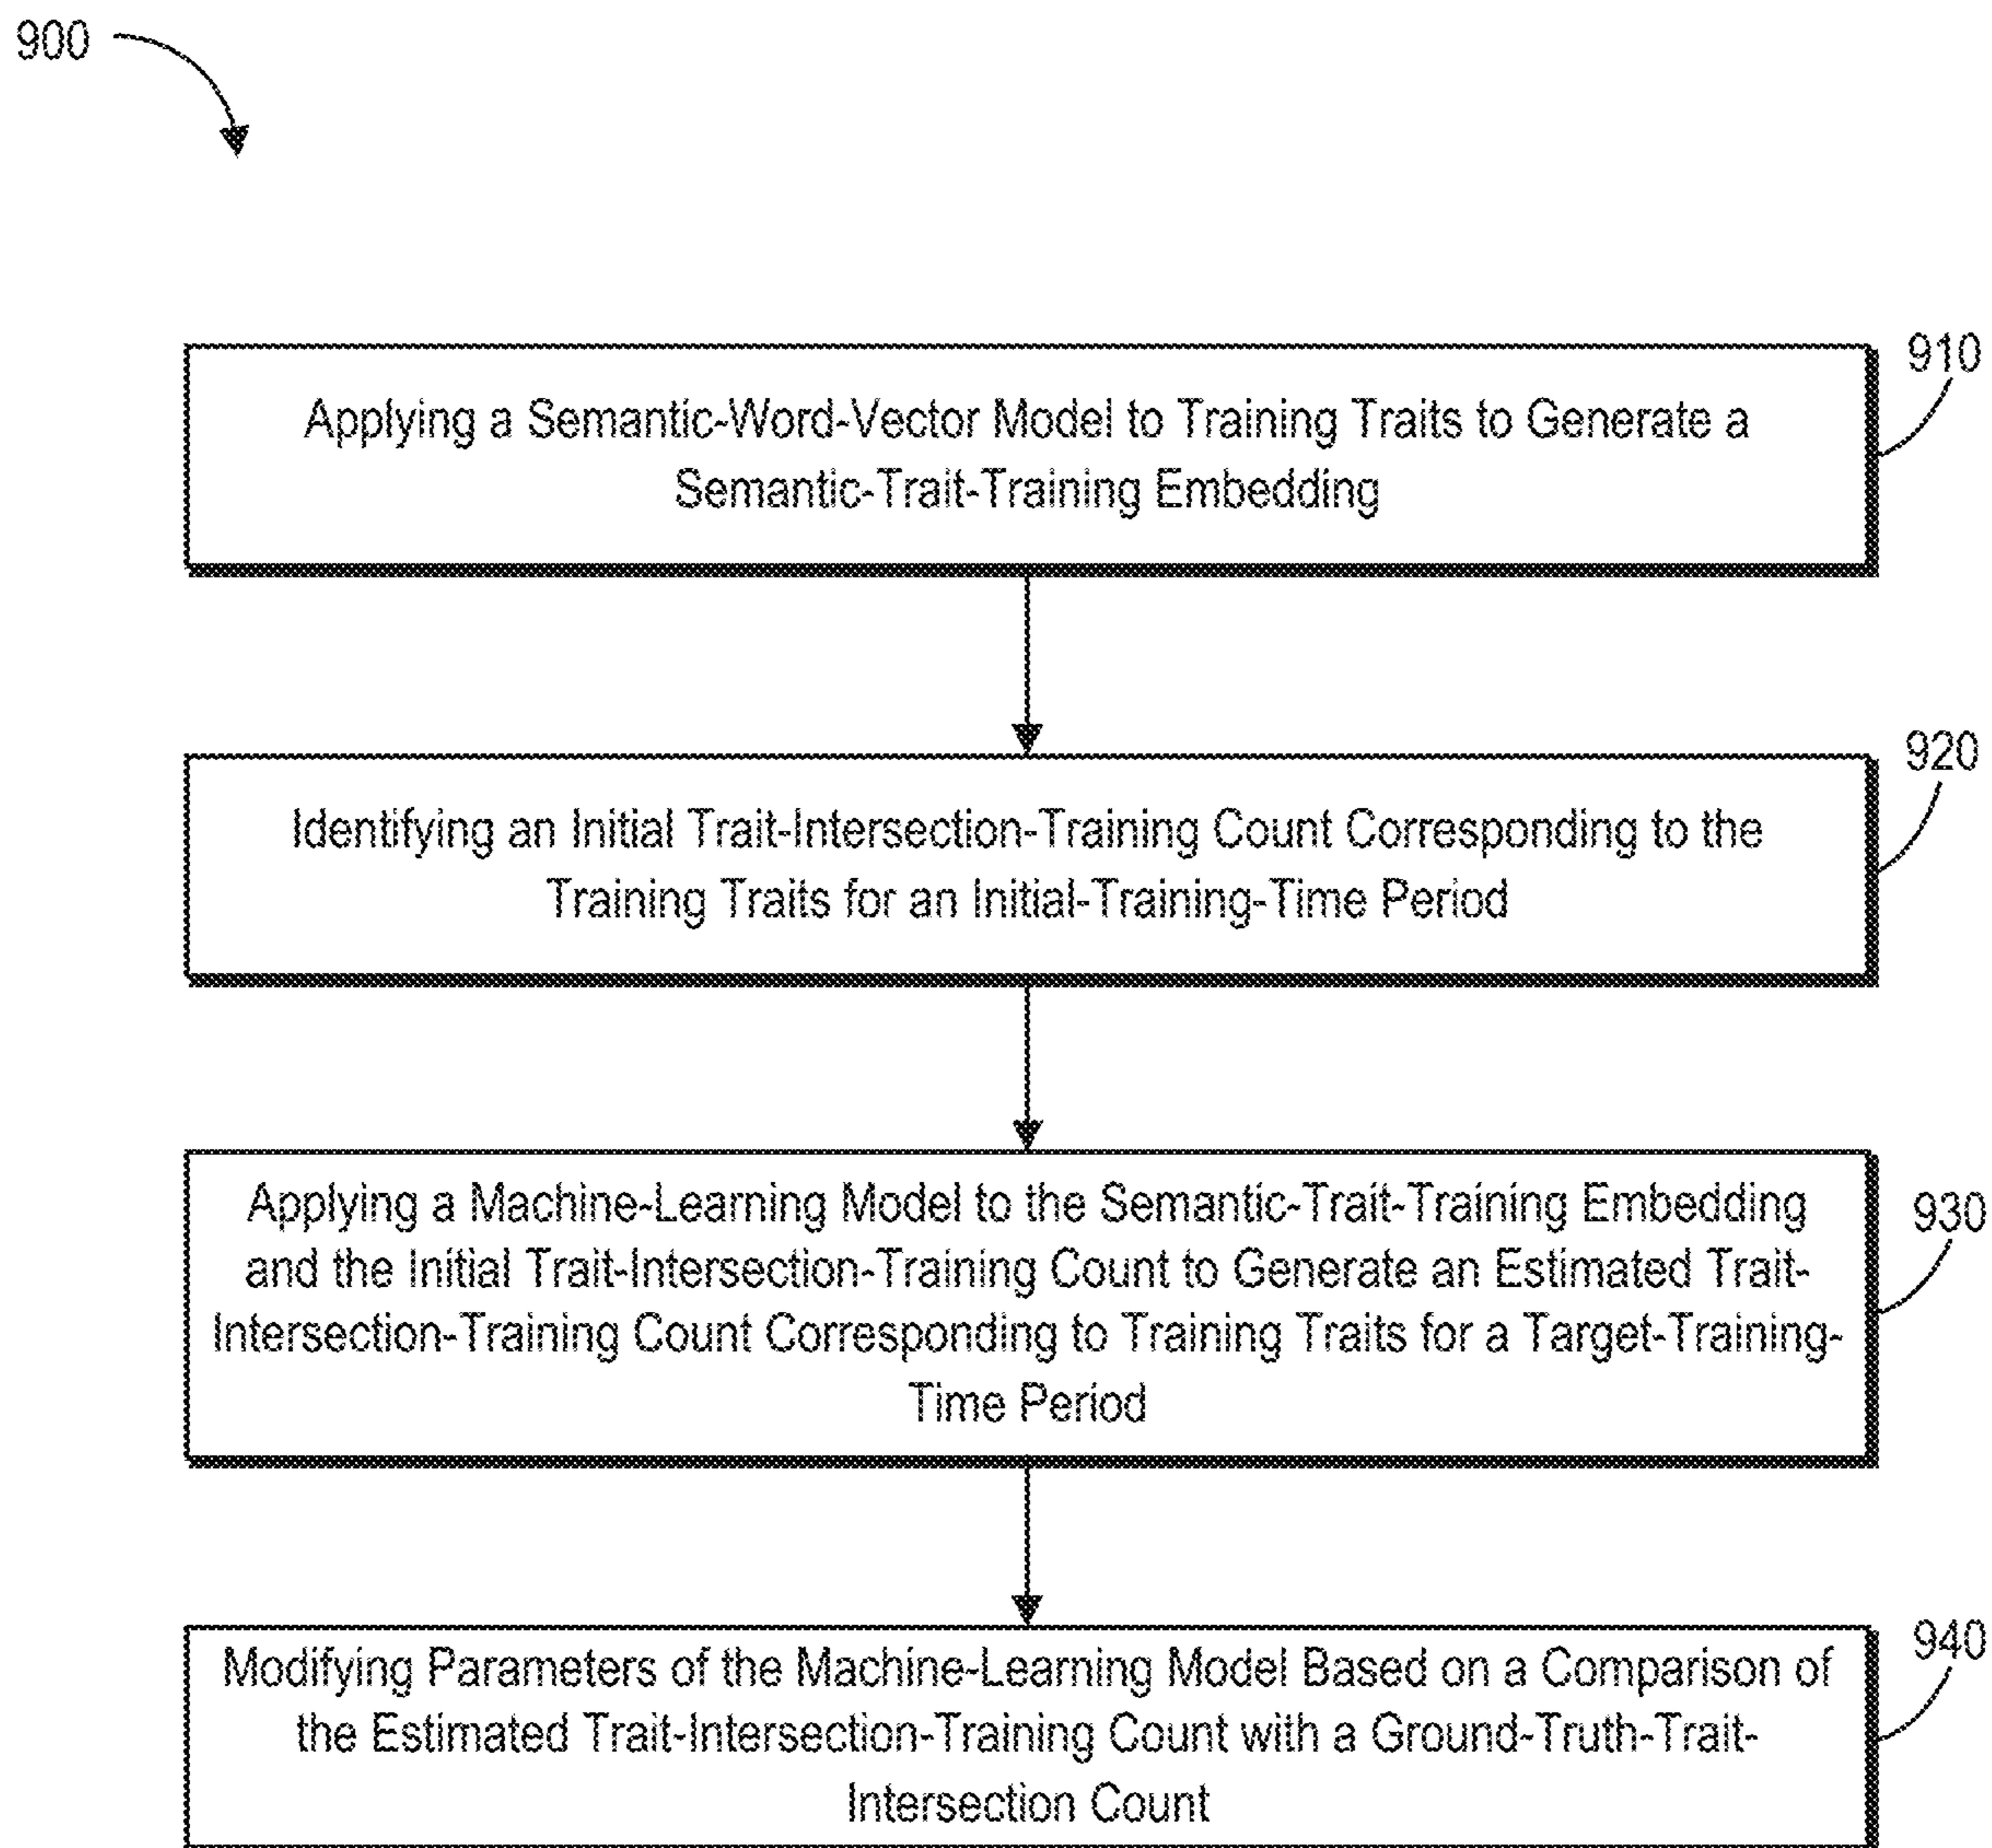 900
910
Applying a Semantic-Word-Vector Model to Training Traits to Generate a
Semantic-Trait-Training Embedding
920
Identifying an Initial Trait-Intersection-Training Count Corresponding to the
Training Traits for an Initial-Training-Time Period
930
Applying a Machine-Learning Model to the Semantic-Trait-Training Embedding
and the Initial Trait-Intersection-Training Count to Generate an Estimated Trait-
Intersection-Training Count Corresponding to Training Traits for a Target-Training-
Time Period
940
Modifying Parameters of the Machine-Learning Model Based on a Comparison of
the Estimated Trait-Intersection-Training Count with a Ground-Truth-Trait-
Intersection Count